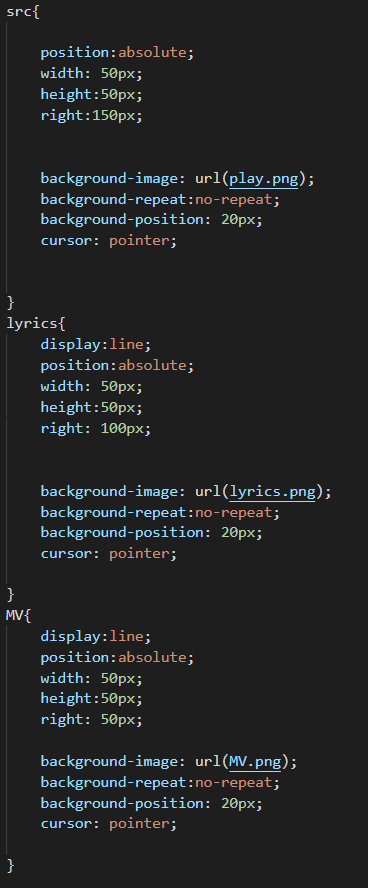 src{
position:absolute;
width: 50px;
height:50px;
right:150px;
background-image: url(play.png);
background-repeat:no-repeat;
background-position: 20px;
cursor: pointer;
}
lyrics{
display:line;
position:absolute;
width: 50px;
height:50px;
right: 100px;
background-image: url(lyrics.png);
background-repeat:no-repeat;
background-position: 20px;
cursor: pointer;
}
MV{
display:line;
position:absolute;
width: 50px;
height:50px;
right: 50px;
background-image: url(MV.png);
background-repeat:no-repeat;
background-position: 20px;
cursor: pointer;
}